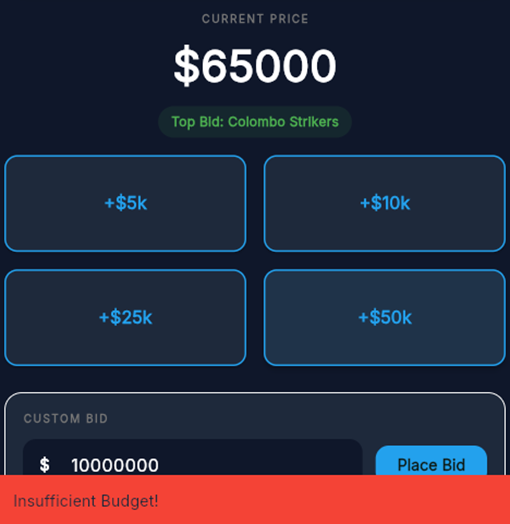 CURRENT PRICE
$65000
Top Bid: Colombo Strikers
+$5k +$10k
+$25k +$50k
CUSTOM BID
$ 10000000 Place Bid
Insufficient Budget!